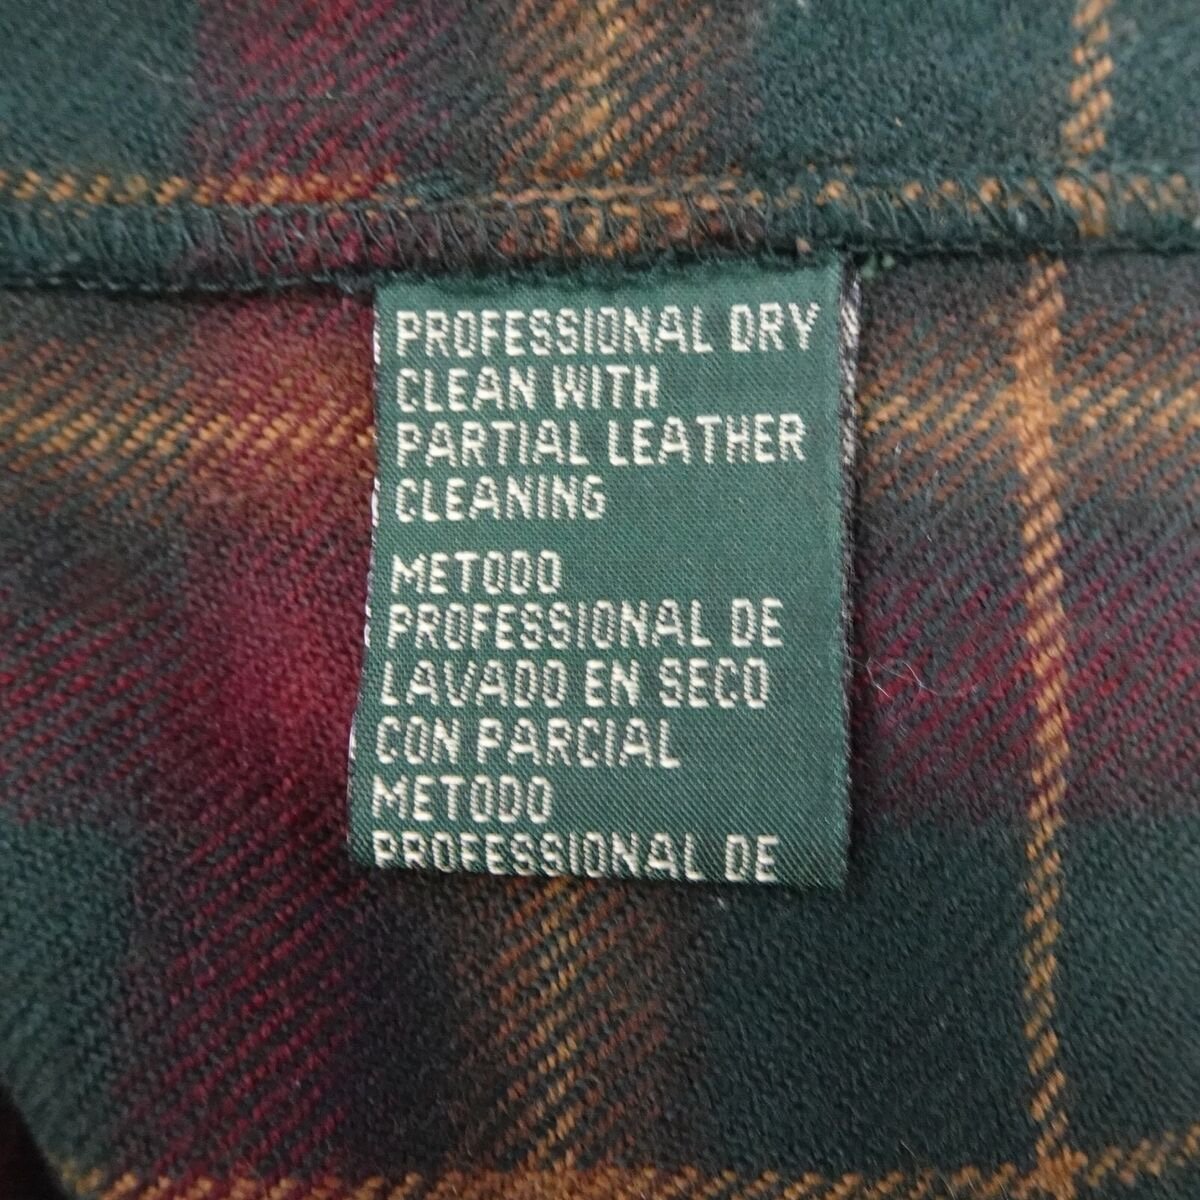 PROFESSIONAL DRY
CLEAN WITH
PARTIAL LEATHER
CLEANING
METODO
PROFESSIONAL DE
LAVADO EN SECO
CON PARCIAL
METODO
PROFESSIONAL DE